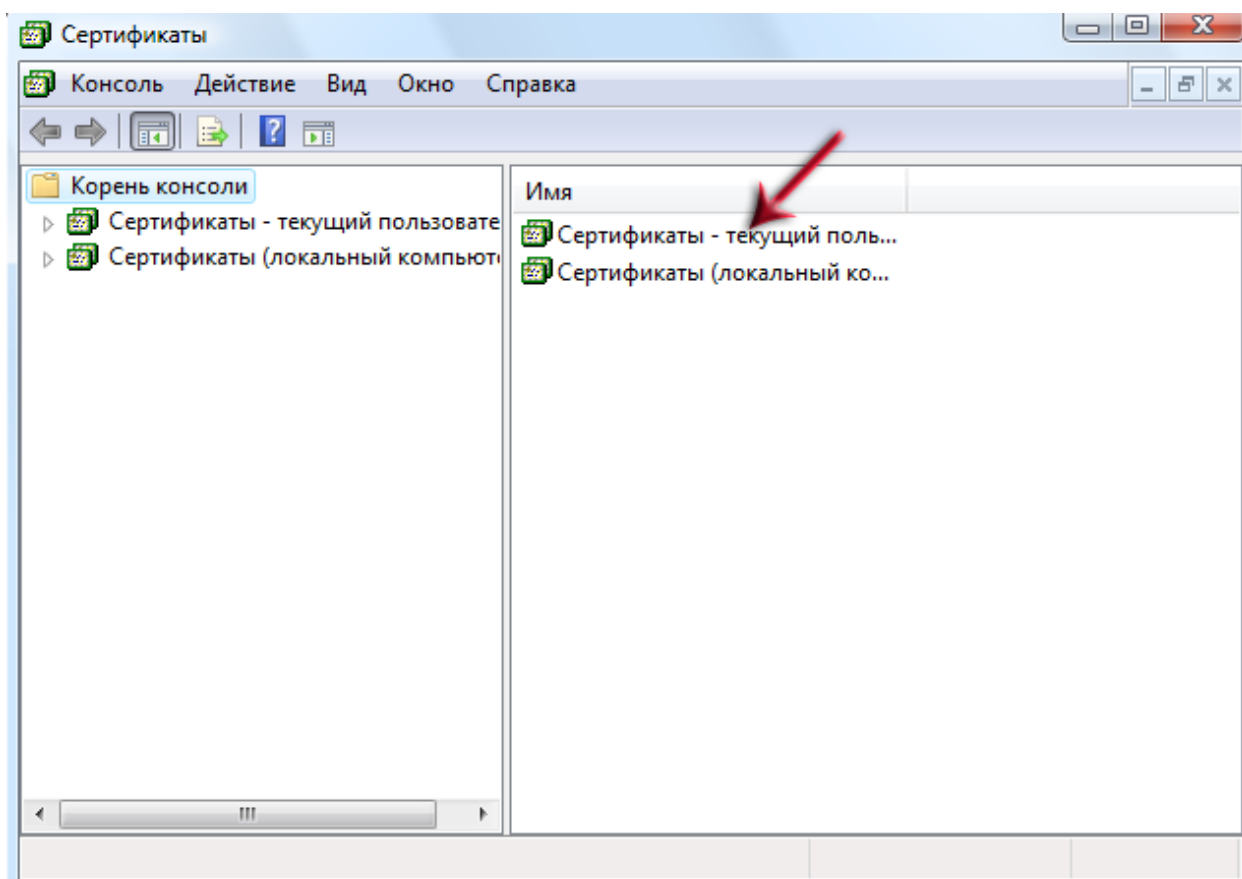 Сертификаты
Консоль Действие Вид Окно Справка
Корень консоли
Сертификаты - текущий пользовате
Сертификаты (локальный компьют
Имя
Сертификаты - текущий поль...
Сертификаты (локальный ко...